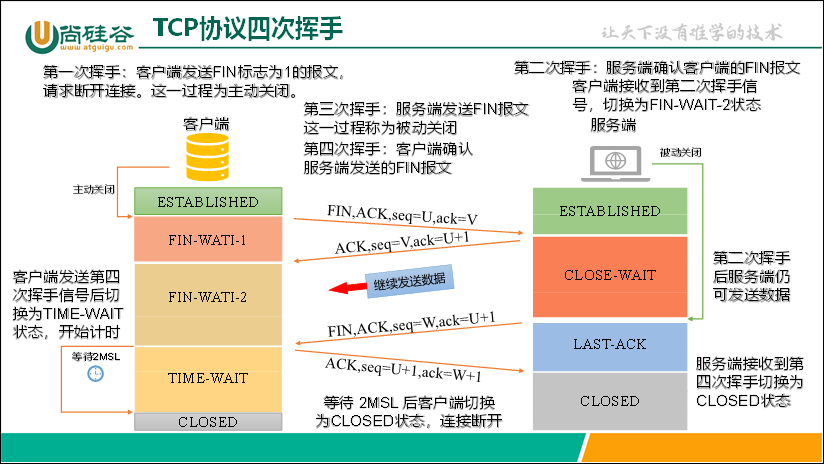 尚硅谷
www.atguigu.com
TCP协议四次挥手
让天下没有难学的技术
第一次挥手：客户端发送FIN标志为1的报文，
请求断开连接。这一过程为主动关闭。
第二次挥手：服务端确认客户端的FIN报文
客户端接收到第二次挥手信
号，切换为FIN-WAIT-2状态
第三次挥手：服务端发送FIN报文
这一过程称为被动关闭
第四次挥手：客户端确认
服务端发送的FIN报文
客户端
服务端
主动关闭
被动关闭
ESTABLISHED
FIN-WATI-1
FIN-WATI-2
TIME-WAIT
CLOSED
FIN,ACK,seq=U,ack=V
ACK,seq=V,ack=U+1
继续发送数据
FIN,ACK,seq=W,ack=U+1
ACK,seq=U+1,ack=W+1
ESTABLISHED
CLOSE-WAIT
LAST-ACK
CLOSED
第二次挥手
后服务端仍
可发送数据
客户端发送第四
次挥手信号后切
换为TIME-WAIT
状态，开始计时
等待2MSL
等待 2MSL 后客户端切换
为CLOSED状态，连接断开
服务端接收到第
四次挥手切换为
CLOSED状态